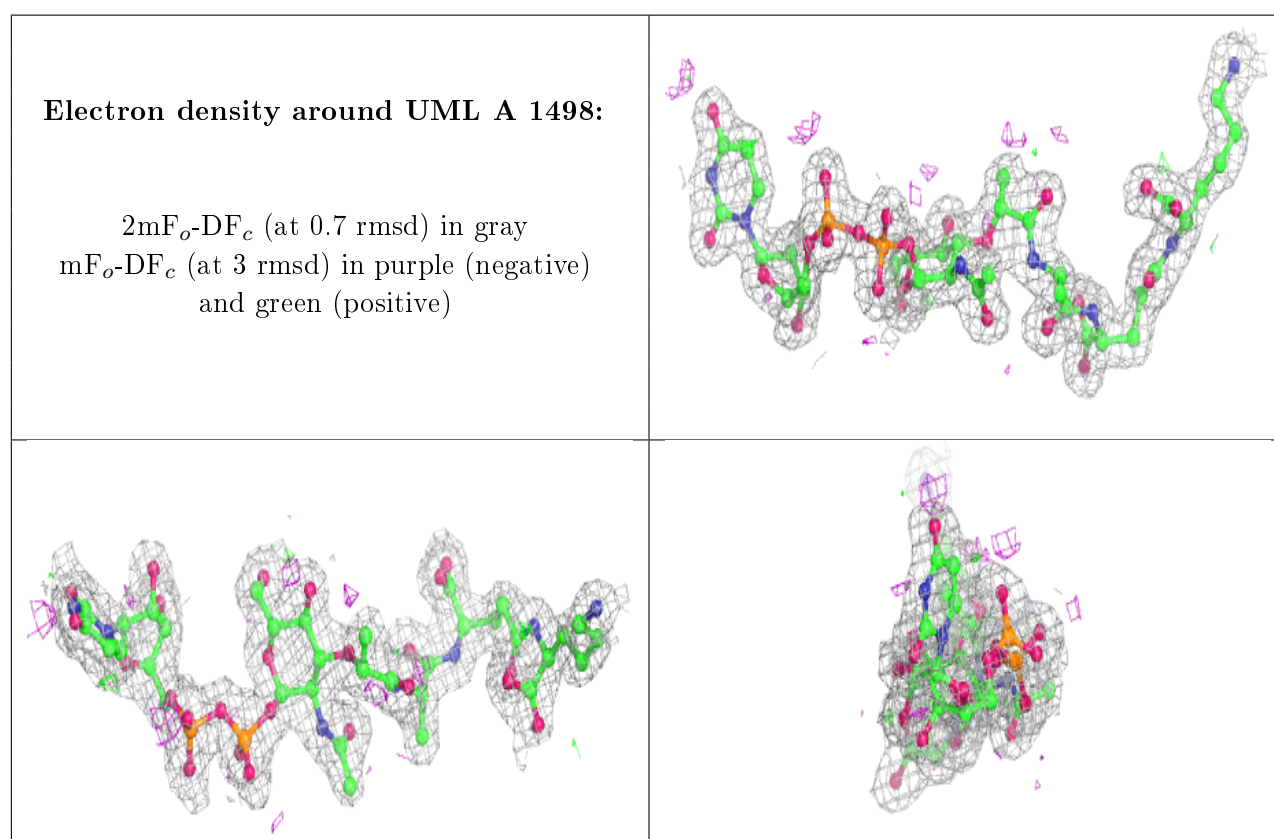 Electron density around UML A 1498:
2mFo-DFc (at 0.7 rmsd) in gray
mFo-DFc (at 3 rmsd) in purple (negative)
and green (positive)